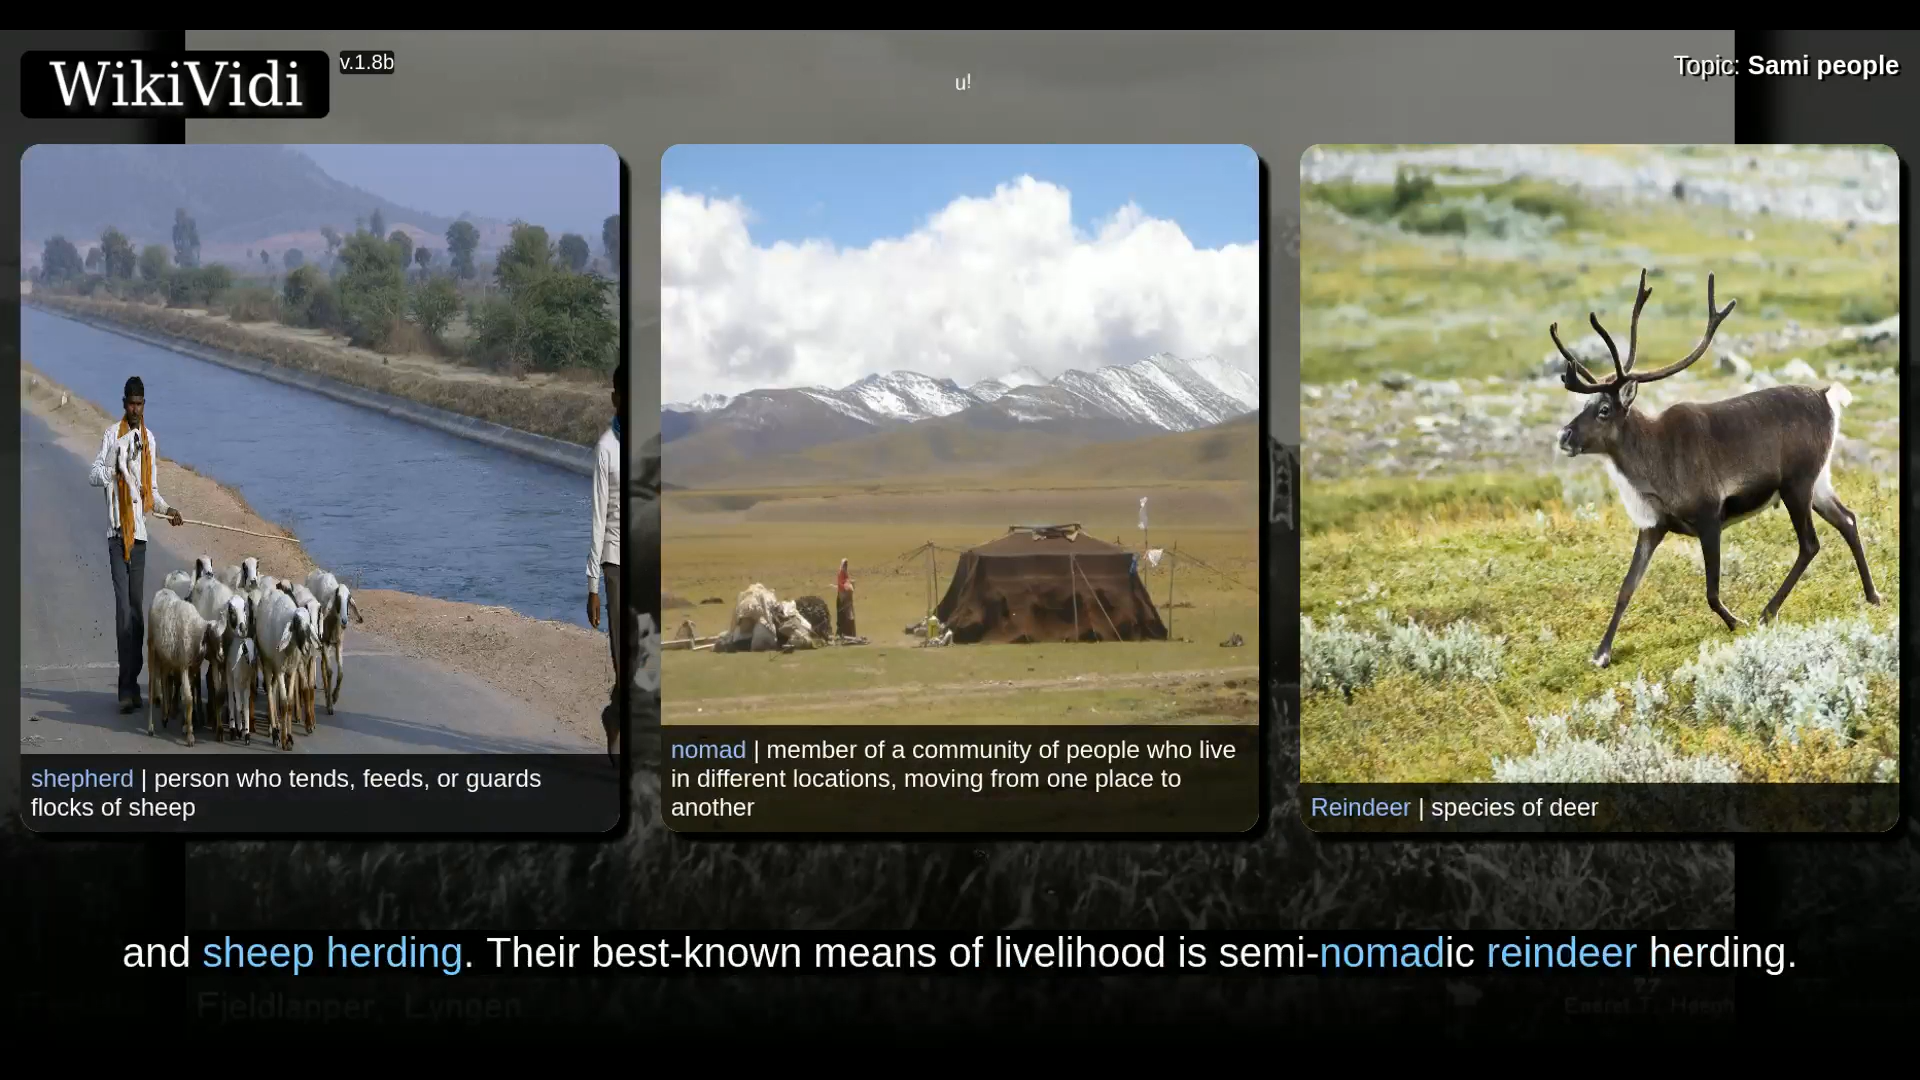 WikiVidi
v.1.8b
u!
Topic: Sami people
shepherd | person who tends, feeds, or guards
flocks of sheep
nomad | member of a community of people who live
in different locations, moving from one place to
another
Reindeer | species of deer
and sheep herding. Their best-known means of livelihood is semi-nomadic reindeer herding.
Fjeldlapper, Lyngen